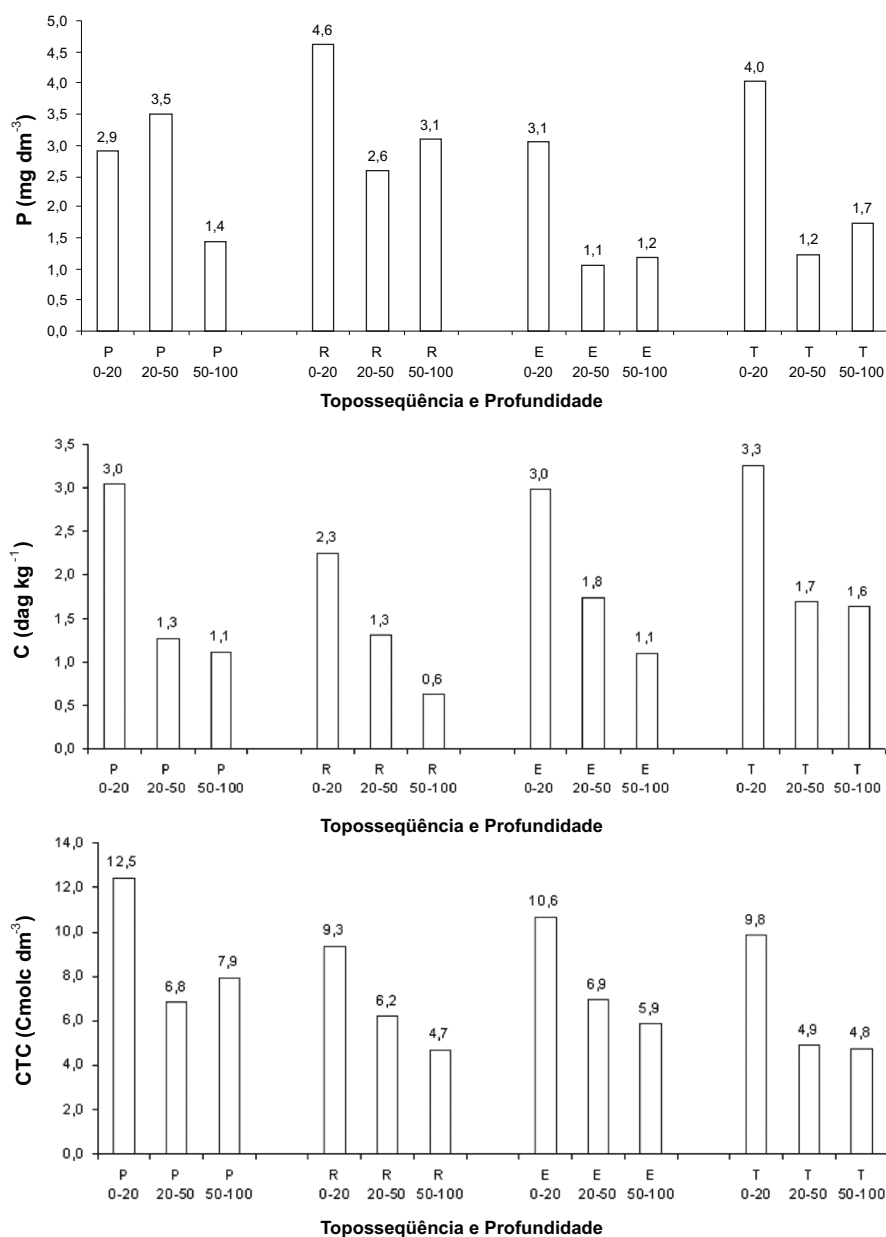 P (mg dm-3)
5,0
4,5
4,0
3,5
3,0
2,5
2,0
1,5
1,0
0,5
0,0
2,9 3,5 1,4 4,6 2,6 3,1 3,1 1,1 1,2 4,0 1,2 1,7
P P P R R R E E E T T T
0-20 20-50 50-100 0-20 20-50 50-100 0-20 20-50 50-100 0-20 20-50 50-100
Toposseqüência e Profundidade
C (dag kg-1)
3,5
3,0
2,5
2,0
1,5
1,0
0,5
0,0
3,0 1,3 1,1 2,3 1,3 0,6 3,0 1,8 1,1 3,3 1,7 1,6
P P P R R R E E E T T T
0-20 20-50 50-100 0-20 20-50 50-100 0-20 20-50 50-100 0-20 20-50 50-100
Toposseqüência e Profundidade
CTC (Cmolc dm-3)
14,0
12,0
10,0
8,0
6,0
4,0
2,0
0,0
12,5 6,8 7,9 9,3 6,2 4,7 10,6 6,9 5,9 9,8 4,9 4,8
P P P R R R E E E T T T
0-20 20-50 50-100 0-20 20-50 50-100 0-20 20-50 50-100 0-20 20-50 50-100
Toposseqüência e Profundidade